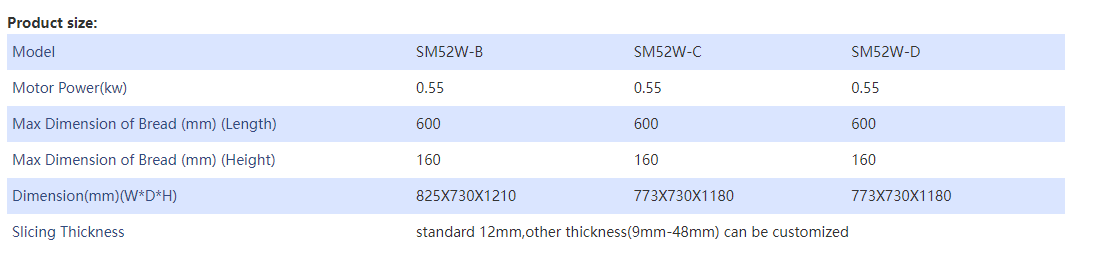 Product size:
Model SM52W-B SM52W-C SM52W-D
Motor Power(kw) 0.55 0.55 0.55
Max Dimension of Bread (mm) (Length) 600 600 600
Max Dimension of Bread (mm) (Height) 160 160 160
Dimension(mm)(W*D*H) 825X730X1210 773X730X1180 773X730X1180
Slicing Thickness standard 12mm,other thickness(9mm-48mm) can be customized